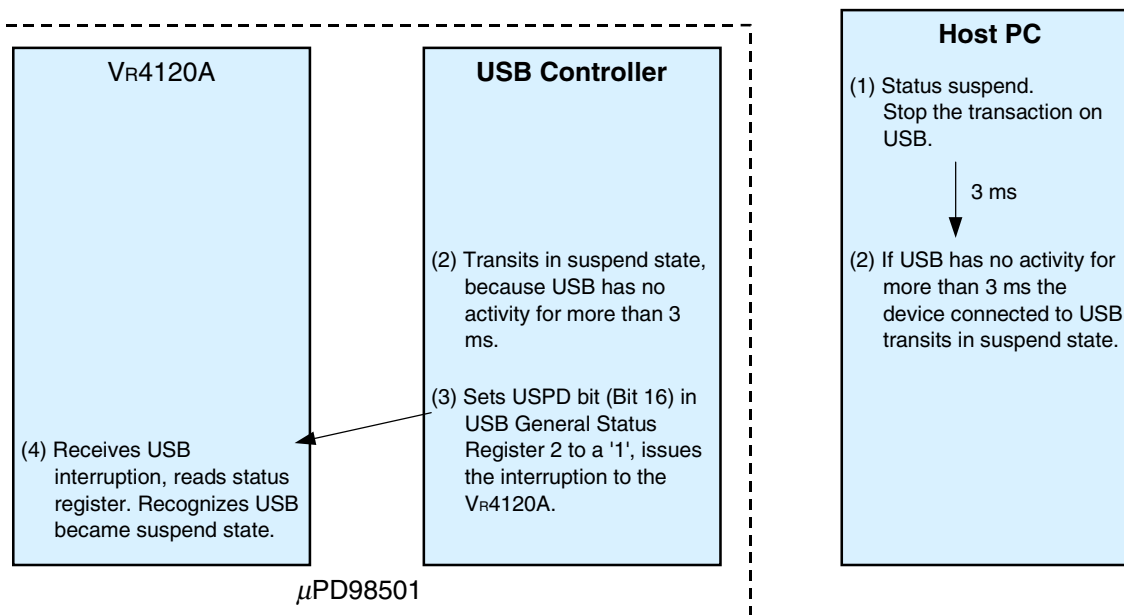 VR4120A
(4) Receives USB
interruption, reads status
register. Recognizes USB
became suspend state.
USB Controller
(2) Transits in suspend state,
because USB has no
activity for more than 3
ms.
(3) Sets USPD bit (Bit 16) in
USB General Status
Register 2 to a '1', issues
the interruption to the
VR4120A.
μPD98501
Host PC
(1) Status suspend.
Stop the transaction on
USB.
3 ms
(2) If USB has no activity for
more than 3 ms the
device connected to USB
transits in suspend state.